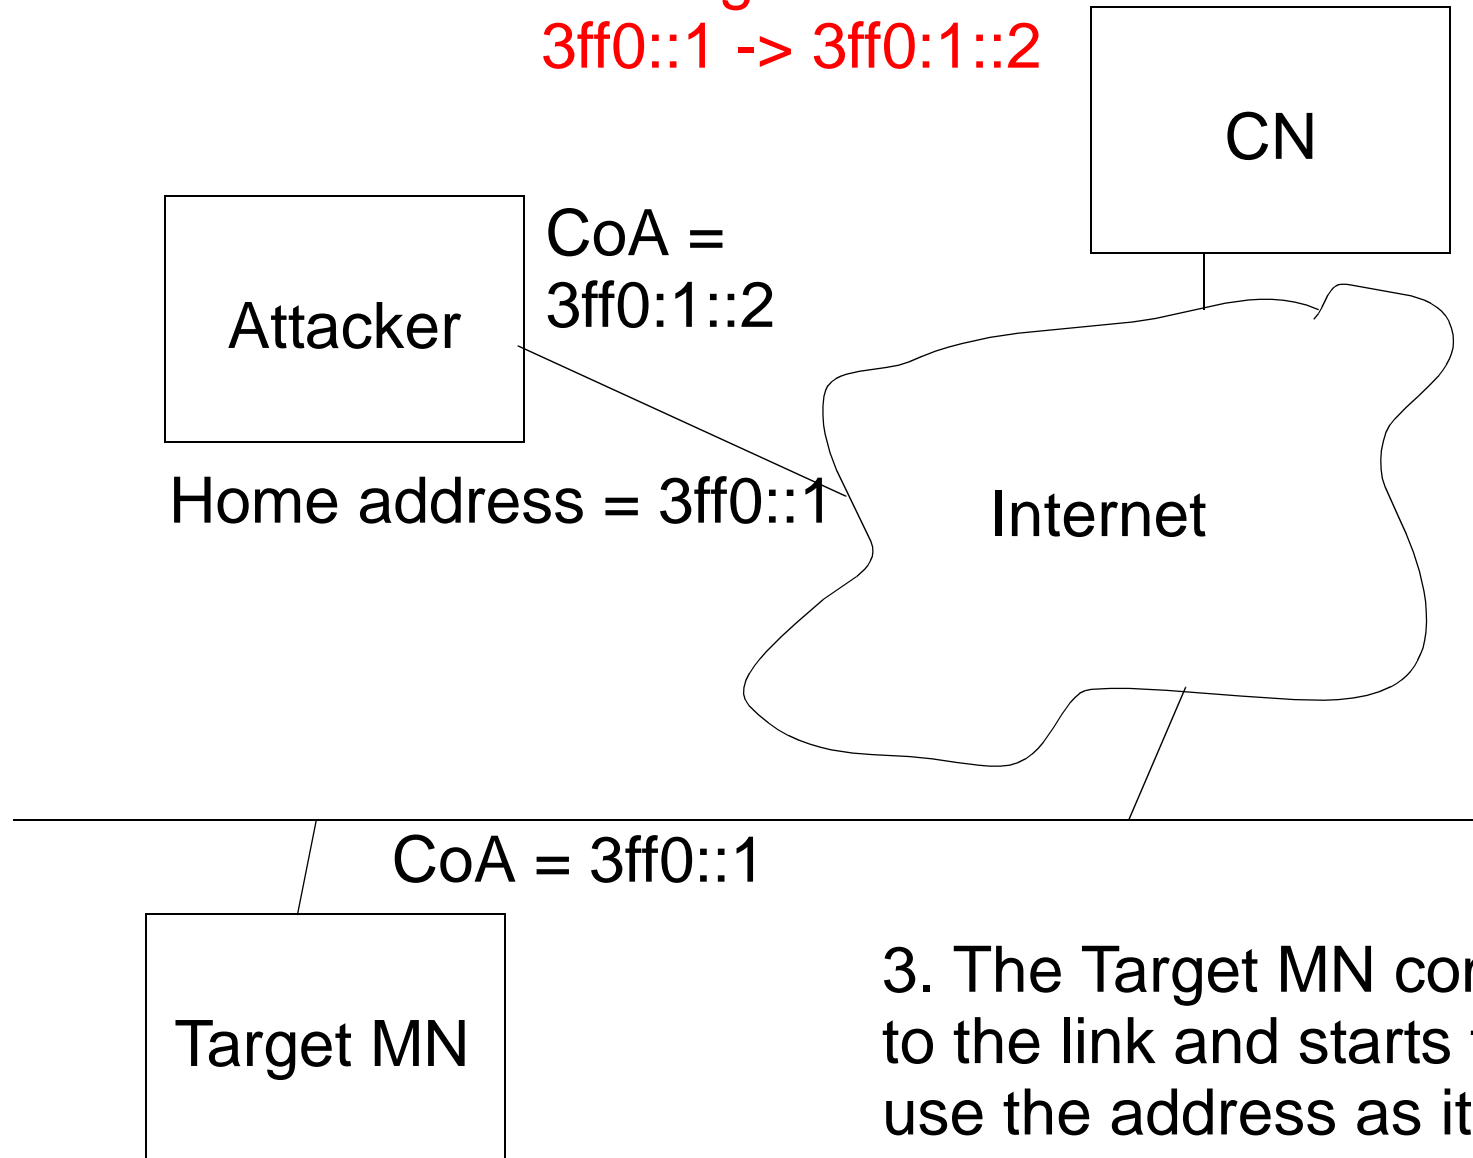 3ff0::1 -> 3ff0:1::2
CN
CoA =
3ff0:1::2
Attacker
Home address = 3ff0::1
Internet
CoA = 3ff0::1
Target MN
3. The Target MN
to the link and starts
use the address as it